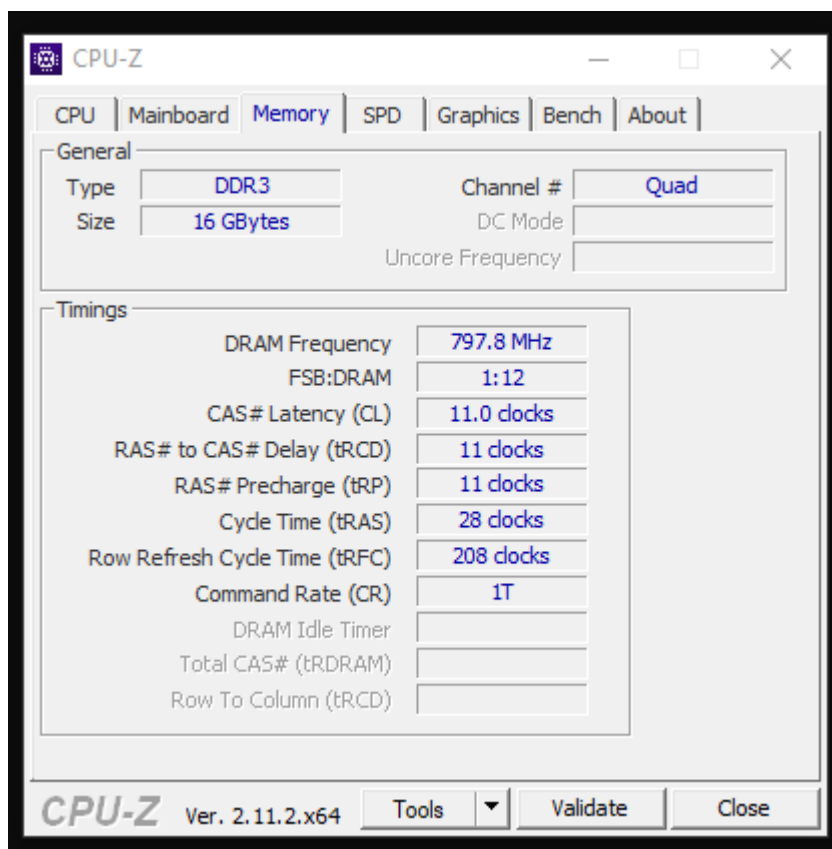 CPU-Z
CPU Mainboard Memory SPD Graphics Bench About
General
Type DDR3 Channel # Quad
Size 16 GBytes DC Mode
Uncore Frequency
Timings
DRAM Frequency 797.8 MHz
FSB:DRAM 1:12
CAS# Latency (CL) 11.0 clocks
RAS# to CAS# Delay (tRCD) 11 clocks
RAS# Precharge (tRP) 11 clocks
Cycle Time (tRAS) 28 clocks
Row Refresh Cycle Time (tRFC) 208 clocks
Command Rate (CR) 1T
DRAM Idle Timer
Total CAS# (tRDRAM)
Row To Column (tRCD)
CPU-Z Ver. 2.11.2.x64 Tools Validate Close